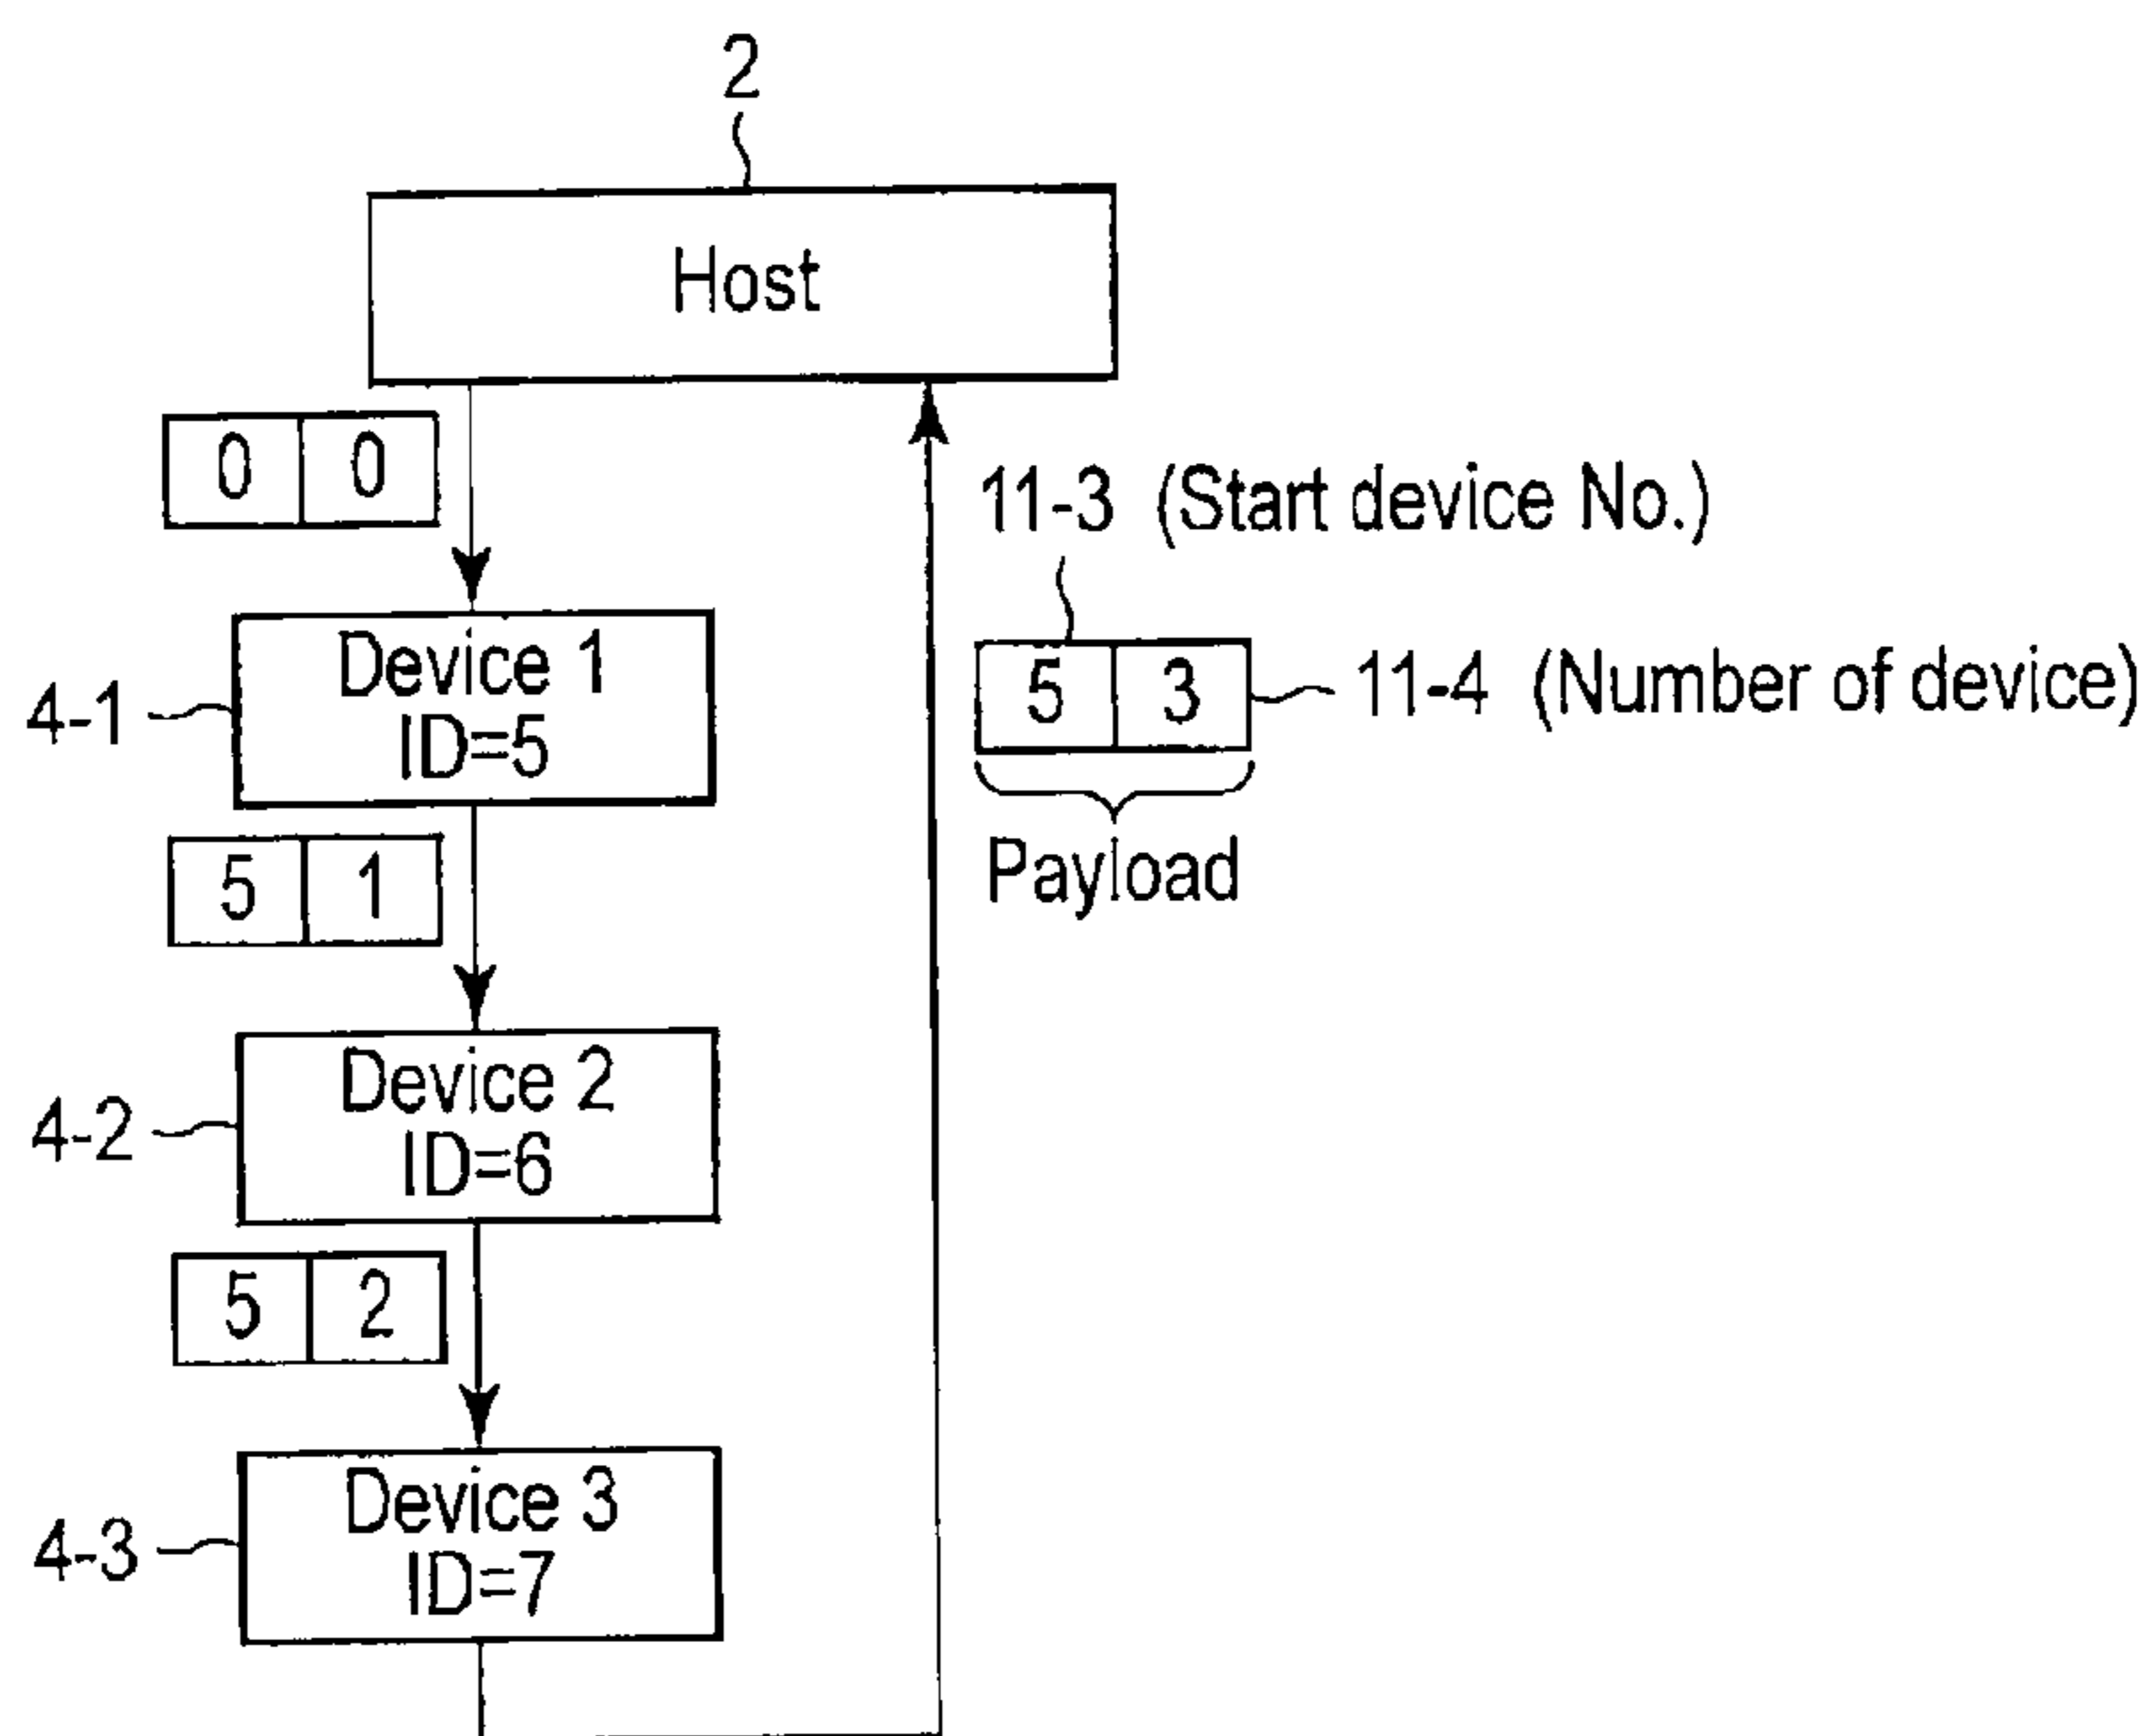 2
Host
0 0
11-3 (Start device No.)
Device 1
ID=5
4-1
5 3
11-4 (Number of device)
Payload
5 1
Device 2
ID=6
4-2
5 2
Device 3
ID=7
4-3